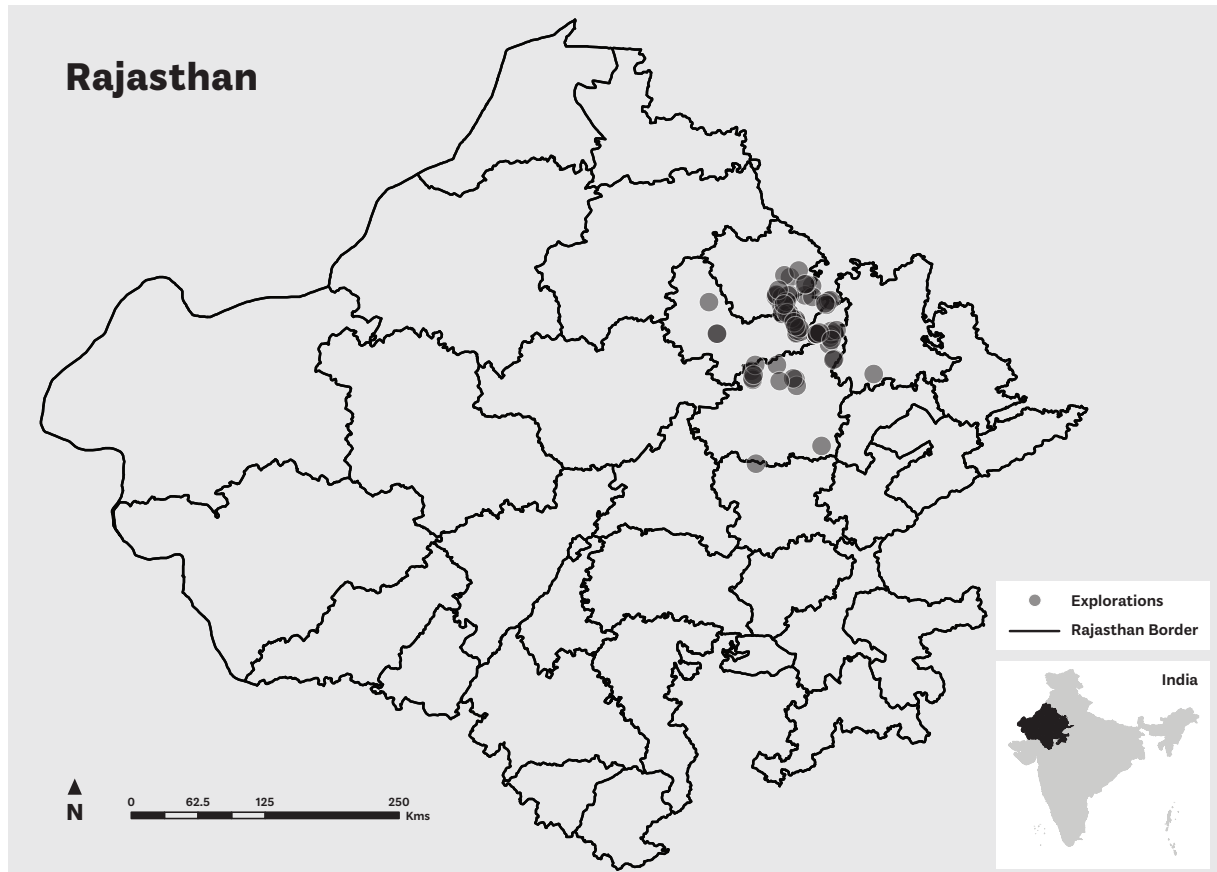 Rajasthan
Explorations
Rajasthan Border
India
N
0 62.5 125 250
Kms